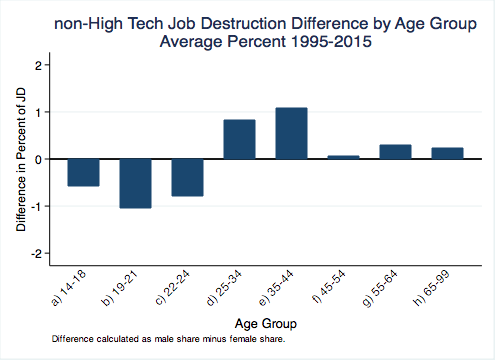 non-High Tech Job Destruction Difference by Age Group
Average Percent 1995-2015
Difference in Percent of JD
2
1
0
-1
-2
a) 14-18
b) 19-21
c) 22-24
d) 25-34
e) 35-44
f) 45-54
g) 55-64
h) 65-99
Age Group
Difference calculated as male share minus female share.